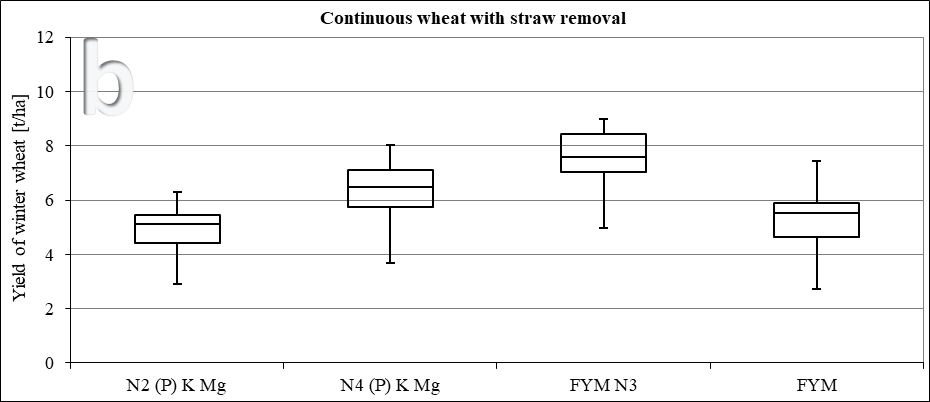 Continuous wheat with straw removal
b
Yield of winter wheat [t/ha]
12
10
8
6
4
2
0
N2 (P) K Mg
N4 (P) K Mg
FYM N3
FYM